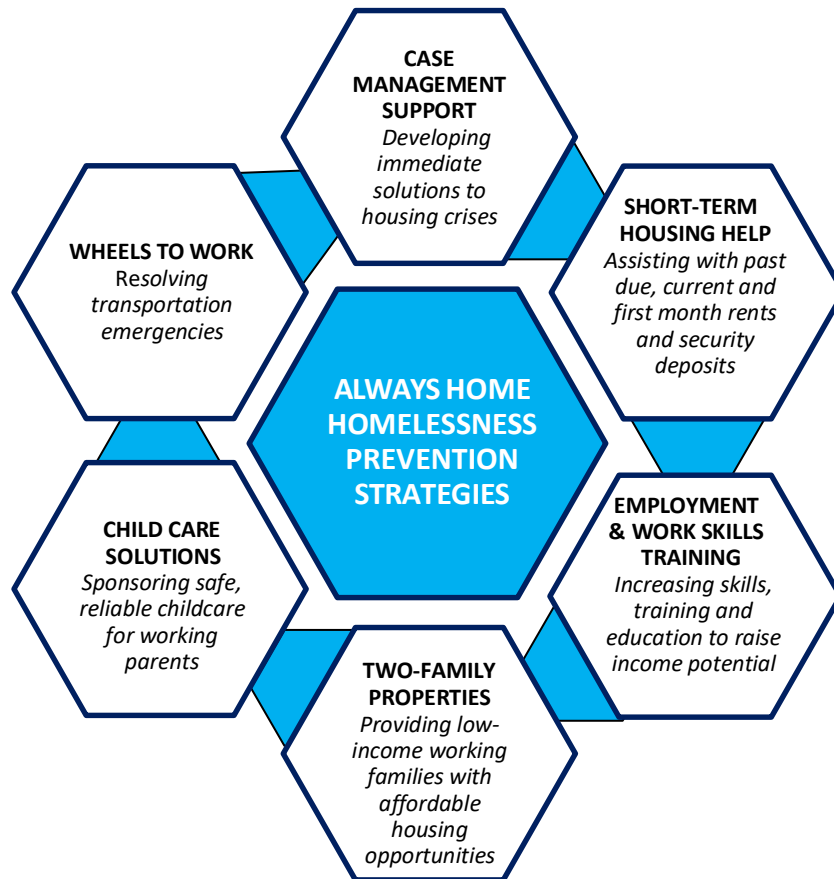 CASE
MANAGEMENT
SUPPORT
Developing
immediate
solutions to
housing crises
SHORT-TERM
HOUSING HELP
Assisting with past
due, current and
first month rents
and security
deposits
EMPLOYMENT
& WORK SKILLS
TRAINING
Increasing skills,
training and
education to raise
income potential
TWO-FAMILY
PROPERTIES
Providing low-
income working
families with
affordable
housing
opportunities
CHILD CARE
SOLUTIONS
Sponsoring safe,
reliable childcare
for working
parents
WHEELS TO WORK
Resolving
transportation
emergencies
ALWAYS HOME
HOMELESSNESS
PREVENTION
STRATEGIES